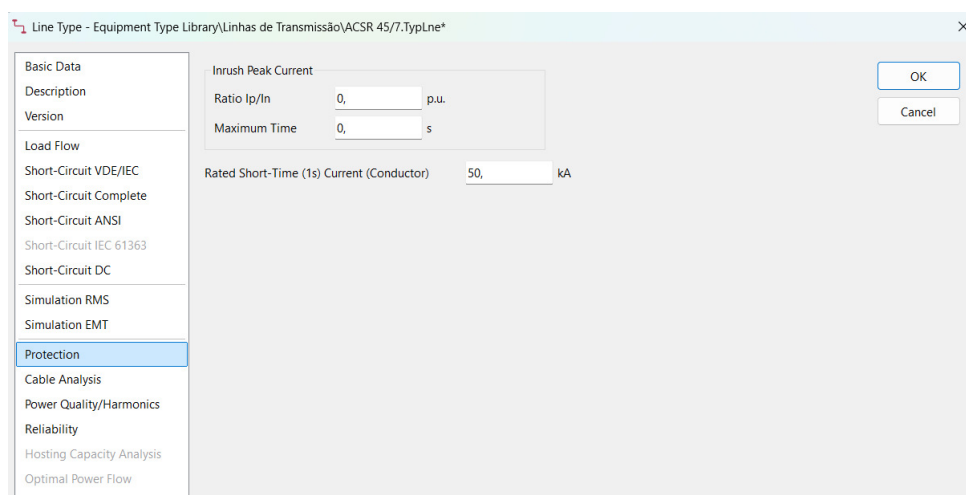 Line Type - Equipment Type Library\Linhas de Transmissão\ACSR 45/7.TypLne*
Basic Data
Description
Version
Load Flow
Short-Circuit VDE/IEC
Short-Circuit Complete
Short-Circuit ANSI
Short-Circuit IEC 61363
Short-Circuit DC
Simulation RMS
Simulation EMT
Protection
Cable Analysis
Power Quality/Harmonics
Reliability
Hosting Capacity Analysis
Optimal Power Flow
Inrush Peak Current
Ratio Ip/In 0, p.u.
Maximum Time 0, s
Rated Short-Time (1s) Current (Conductor) 50, kA
OK
Cancel